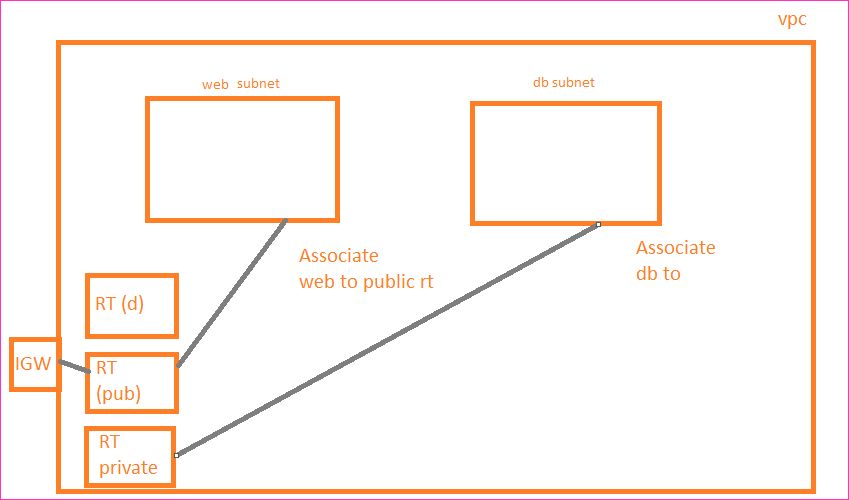 vpc
web subnet
db subnet
Associate
web to public rt
Associate
db to
RT (d)
IGW
RT
(pub)
RT
private